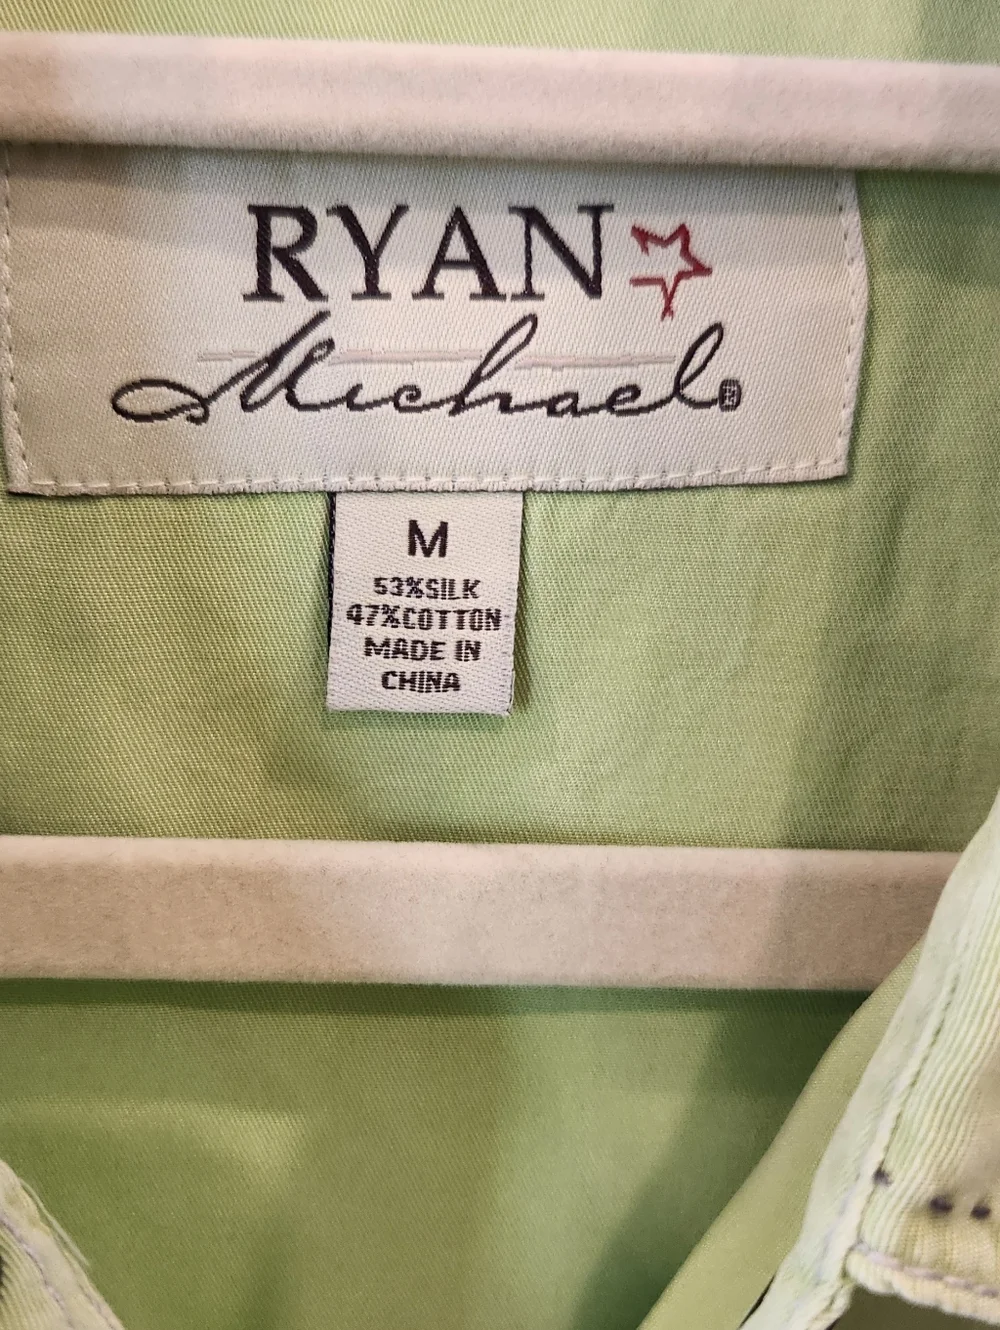 RYAN
Michael®
M
53%SILK
47%COTTON
MADE IN
CHINA